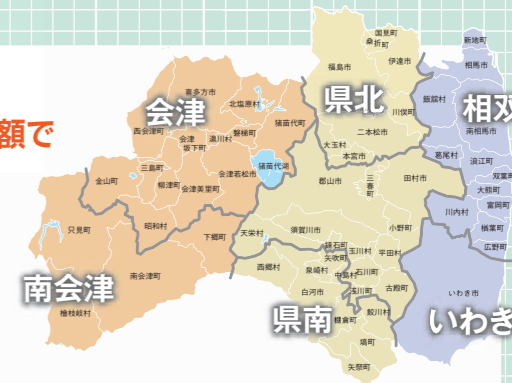 額で
会津
県北
相双
南会津
県南
いわき
新地町
国見町
桑折町
伊達市
相馬市
福島市
飯舘村
喜多方市
北塩原村
川俣町
猪苗代町
二本松市
南相馬市
西会津町
会津坂下町
湯川村
磐梯町
大玉村
本宮市
葛尾村
浪江町
三島町
会津若松市
猪苗代湖
双葉町
金山町
柳津町
会津美里町
郡山市
三春町
田村市
大熊町
富岡町
川内村
只見町
昭和村
下郷町
天栄村
須賀川市
小野町
楢葉町
広野町
鏡石町
玉川村
平田村
矢吹町
西郷村
泉崎村
中島村
石川町
南会津町
白河市
浅川町
古殿町
いわき市
檜枝岐村
棚倉町
鮫川村
塙町
矢祭町